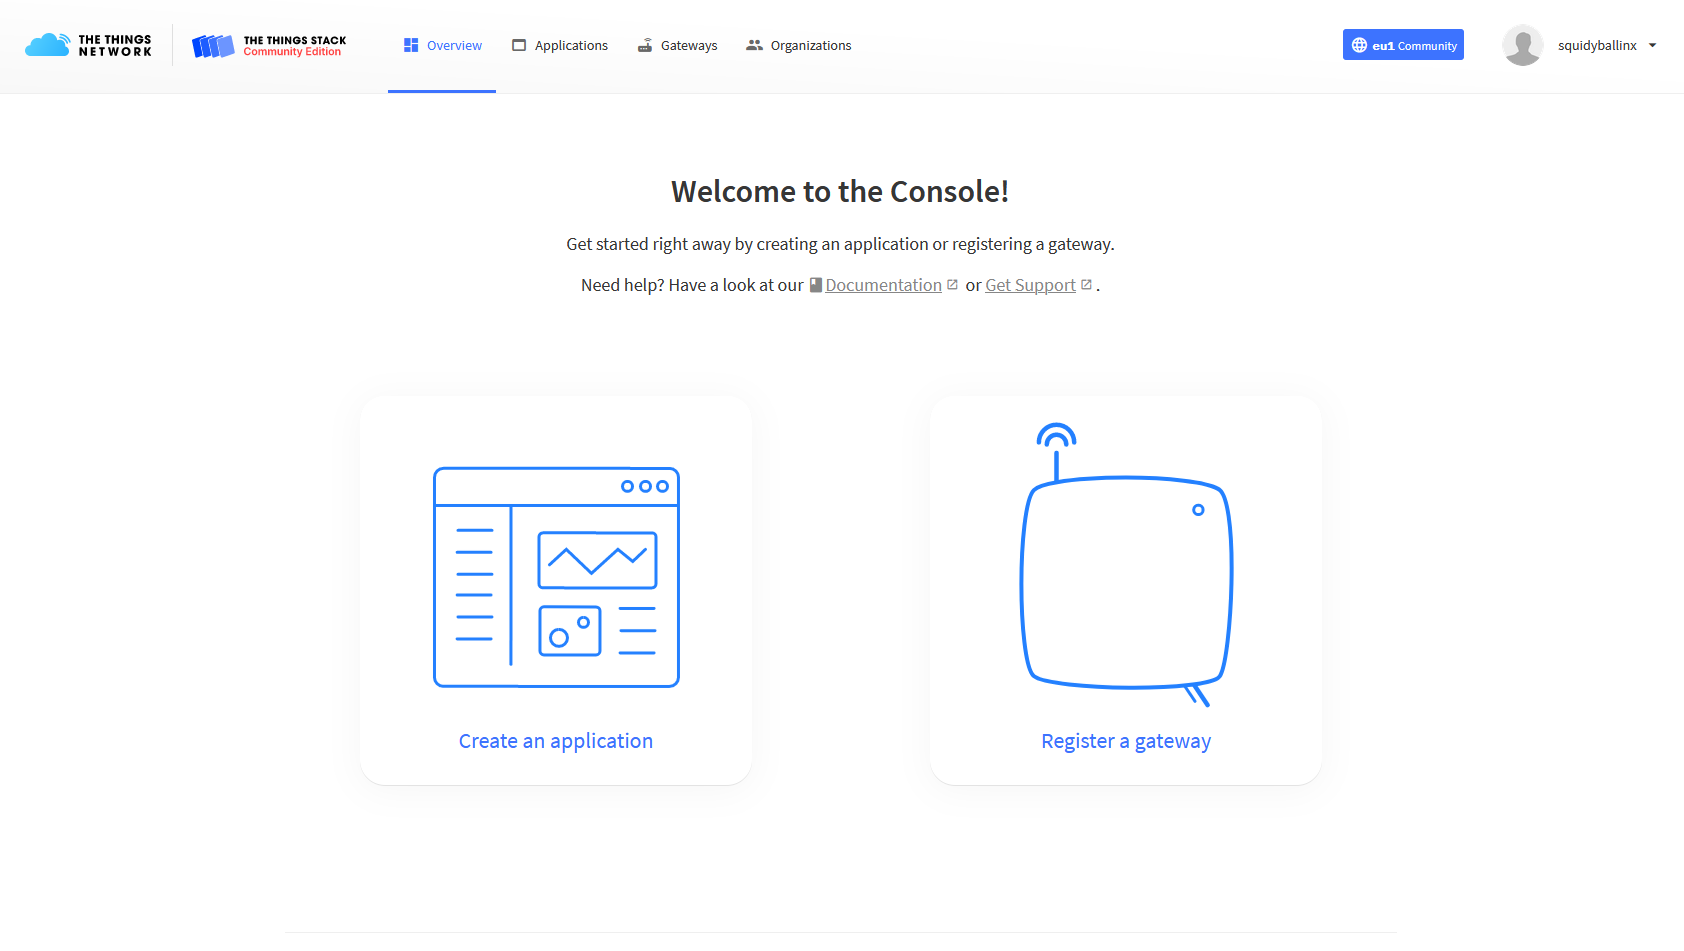 THE THINGS
NETWORK
THE THINGS STACK
Community Edition
Overview
Applications
Gateways
Organizations
eu1 Community
squidyballinx
Welcome to the Console!
Get started right away by creating an application or registering a gateway.
Need help? Have a look at our Documentation or Get Support .
Create an application
Register a gateway